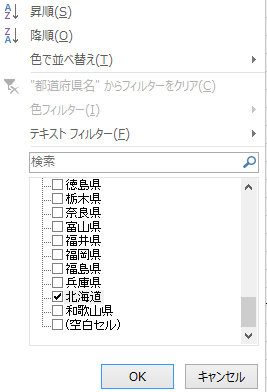 昇順(S)
降順(O)
色で並べ替え(T)
"都道府県名" からフィルターをクリア(C)
色フィルター(I)
テキスト フィルター(F)
検索
徳島県
栃木県
奈良県
富山県
福井県
福岡県
福島県
兵庫県
北海道
和歌山県
(空白セル)
OK
キャンセル